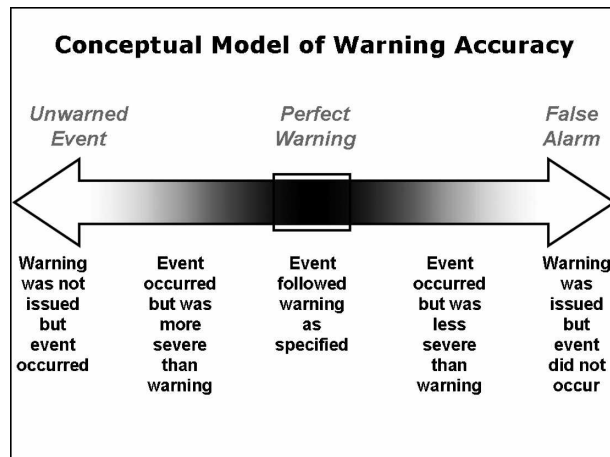 Conceptual Model of Warning Accuracy
Unwarned
Event
Perfect
Warning
False
Alarm
Warning
was not
issued
but
event
occurred
Event
occurred
but was
more
severe
than
warning
Event
followed
warning
as
specified
Event
occurred
but was
less
severe
than
warning
Warning
was
issued
but
event
did not
occur